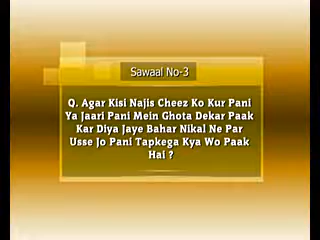 Sawaal No-3
Q. Agar Kisi Najis Cheez Ko Kur Pani
Ya Jaari Pani Mein Ghota Dekar Paak
Kar Diya Jaye Bahar Nikal Ne Par
Usse Jo Pani Tapkega Kya Wo Paak
Hai ?